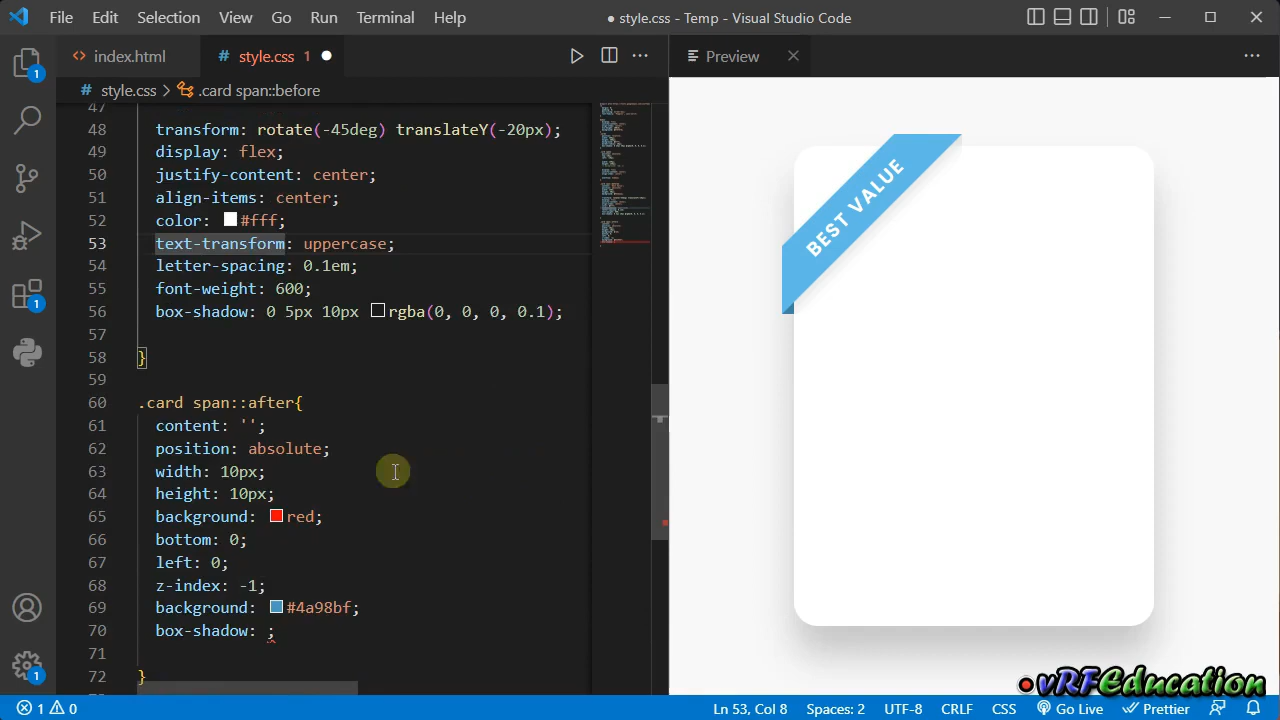 File Edit Selection View Go Run Terminal Help
● style.css - Temp - Visual Studio Code
index.html
# style.css 1
Preview
# style.css > .card span::before
47
48 transform: rotate(-45deg) translateY(-20px);
49 display: flex;
50 justify-content: center;
51 align-items: center;
52 color: #fff;
53 text-transform: uppercase;
54 letter-spacing: 0.1em;
55 font-weight: 600;
56 box-shadow: 0 5px 10px rgba(0, 0, 0, 0.1);
57
58 }
59
60 .card span::after{
61 content: '';
62 position: absolute;
63 width: 10px;
64 height: 10px;
65 background: red;
66 bottom: 0;
67 left: 0;
68 z-index: -1;
69 background: #4a98bf;
70 box-shadow: ;
71
72 }
1
1
1
BEST VALUE
vRFEducation
1 0
Ln 53, Col 8 Spaces: 2 UTF-8 CRLF CSS Go Live Prettier